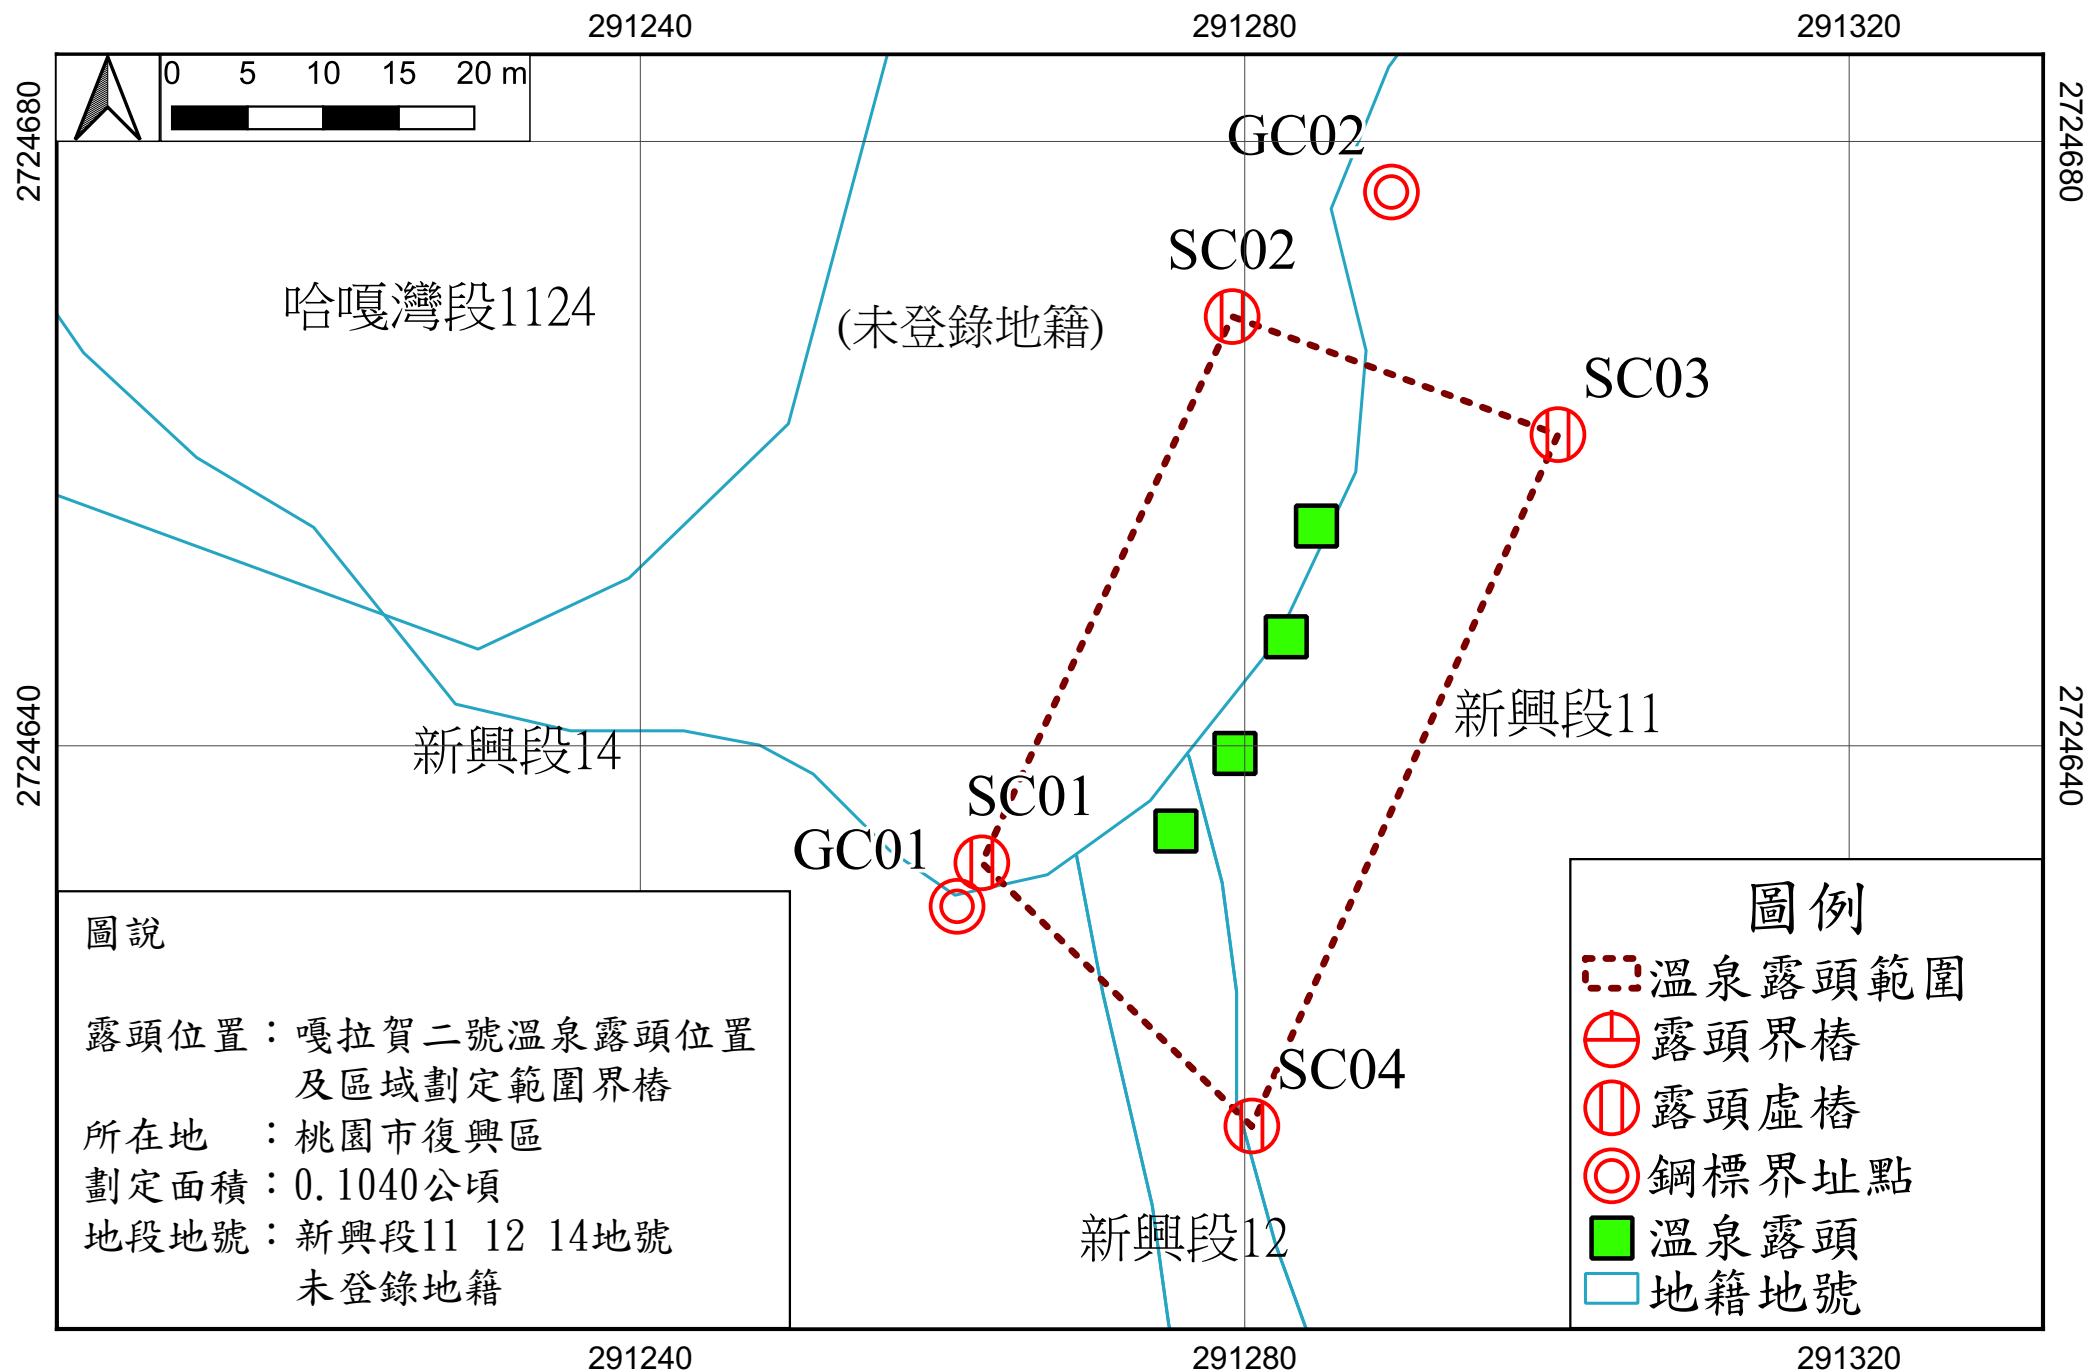 291240 291280 291320
0 5 10 15 20 m
2724680
2724680
GC02
SC02
哈嘎灣段1124
(未登錄地籍)
SC03
新興段11
2724640
2724640
新興段14
SC01
GC01
SC04
新興段12
圖說
露頭位置：嘎拉賀二號溫泉露頭位置
及區域劃定範圍界樁
所在地　：桃園市復興區
劃定面積：0.1040公頃
地段地號：新興段11 12 14地號
未登錄地籍
圖例
溫泉露頭範圍
露頭界樁
露頭虛樁
鋼標界址點
溫泉露頭
地籍地號
291240 291280 291320